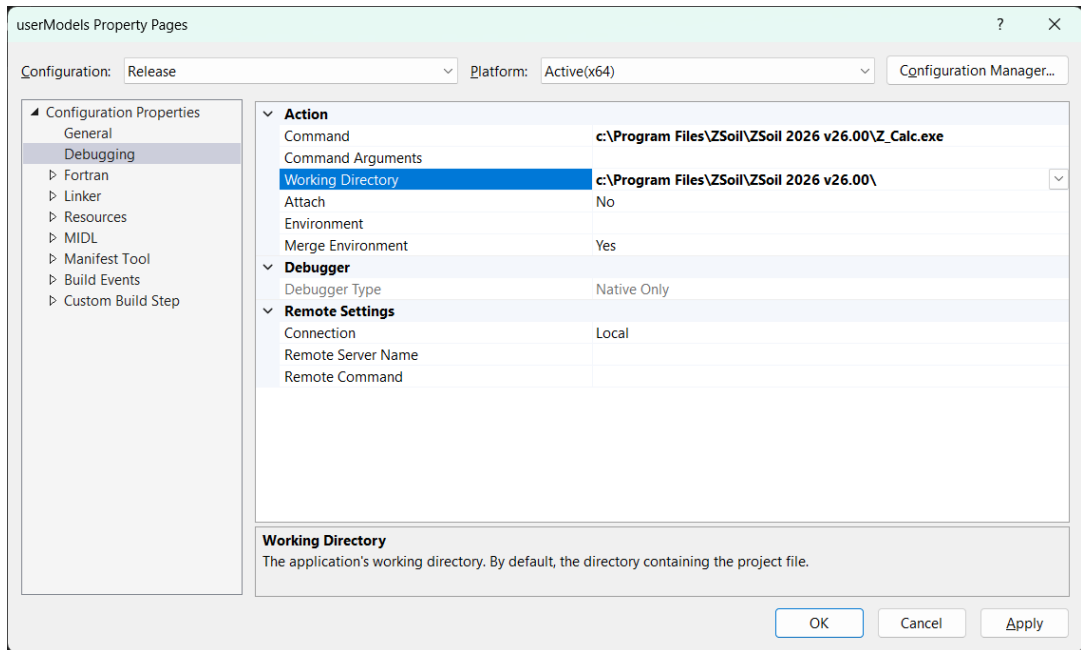 userModels Property Pages
?
Configuration: Release Platform: Active(x64) Configuration Manager...
Configuration Properties
General
Debugging
Fortran
Linker
Resources
MIDL
Manifest Tool
Build Events
Custom Build Step
Action
Command c:\Program Files\ZSoil\ZSoil 2026 v26.00\Z_Calc.exe
Command Arguments
Working Directory c:\Program Files\ZSoil\ZSoil 2026 v26.00\
Attach No
Environment
Merge Environment Yes
Debugger
Debugger Type Native Only
Remote Settings
Connection Local
Remote Server Name
Remote Command
Working Directory
The application's working directory. By default, the directory containing the project file.
OK Cancel Apply